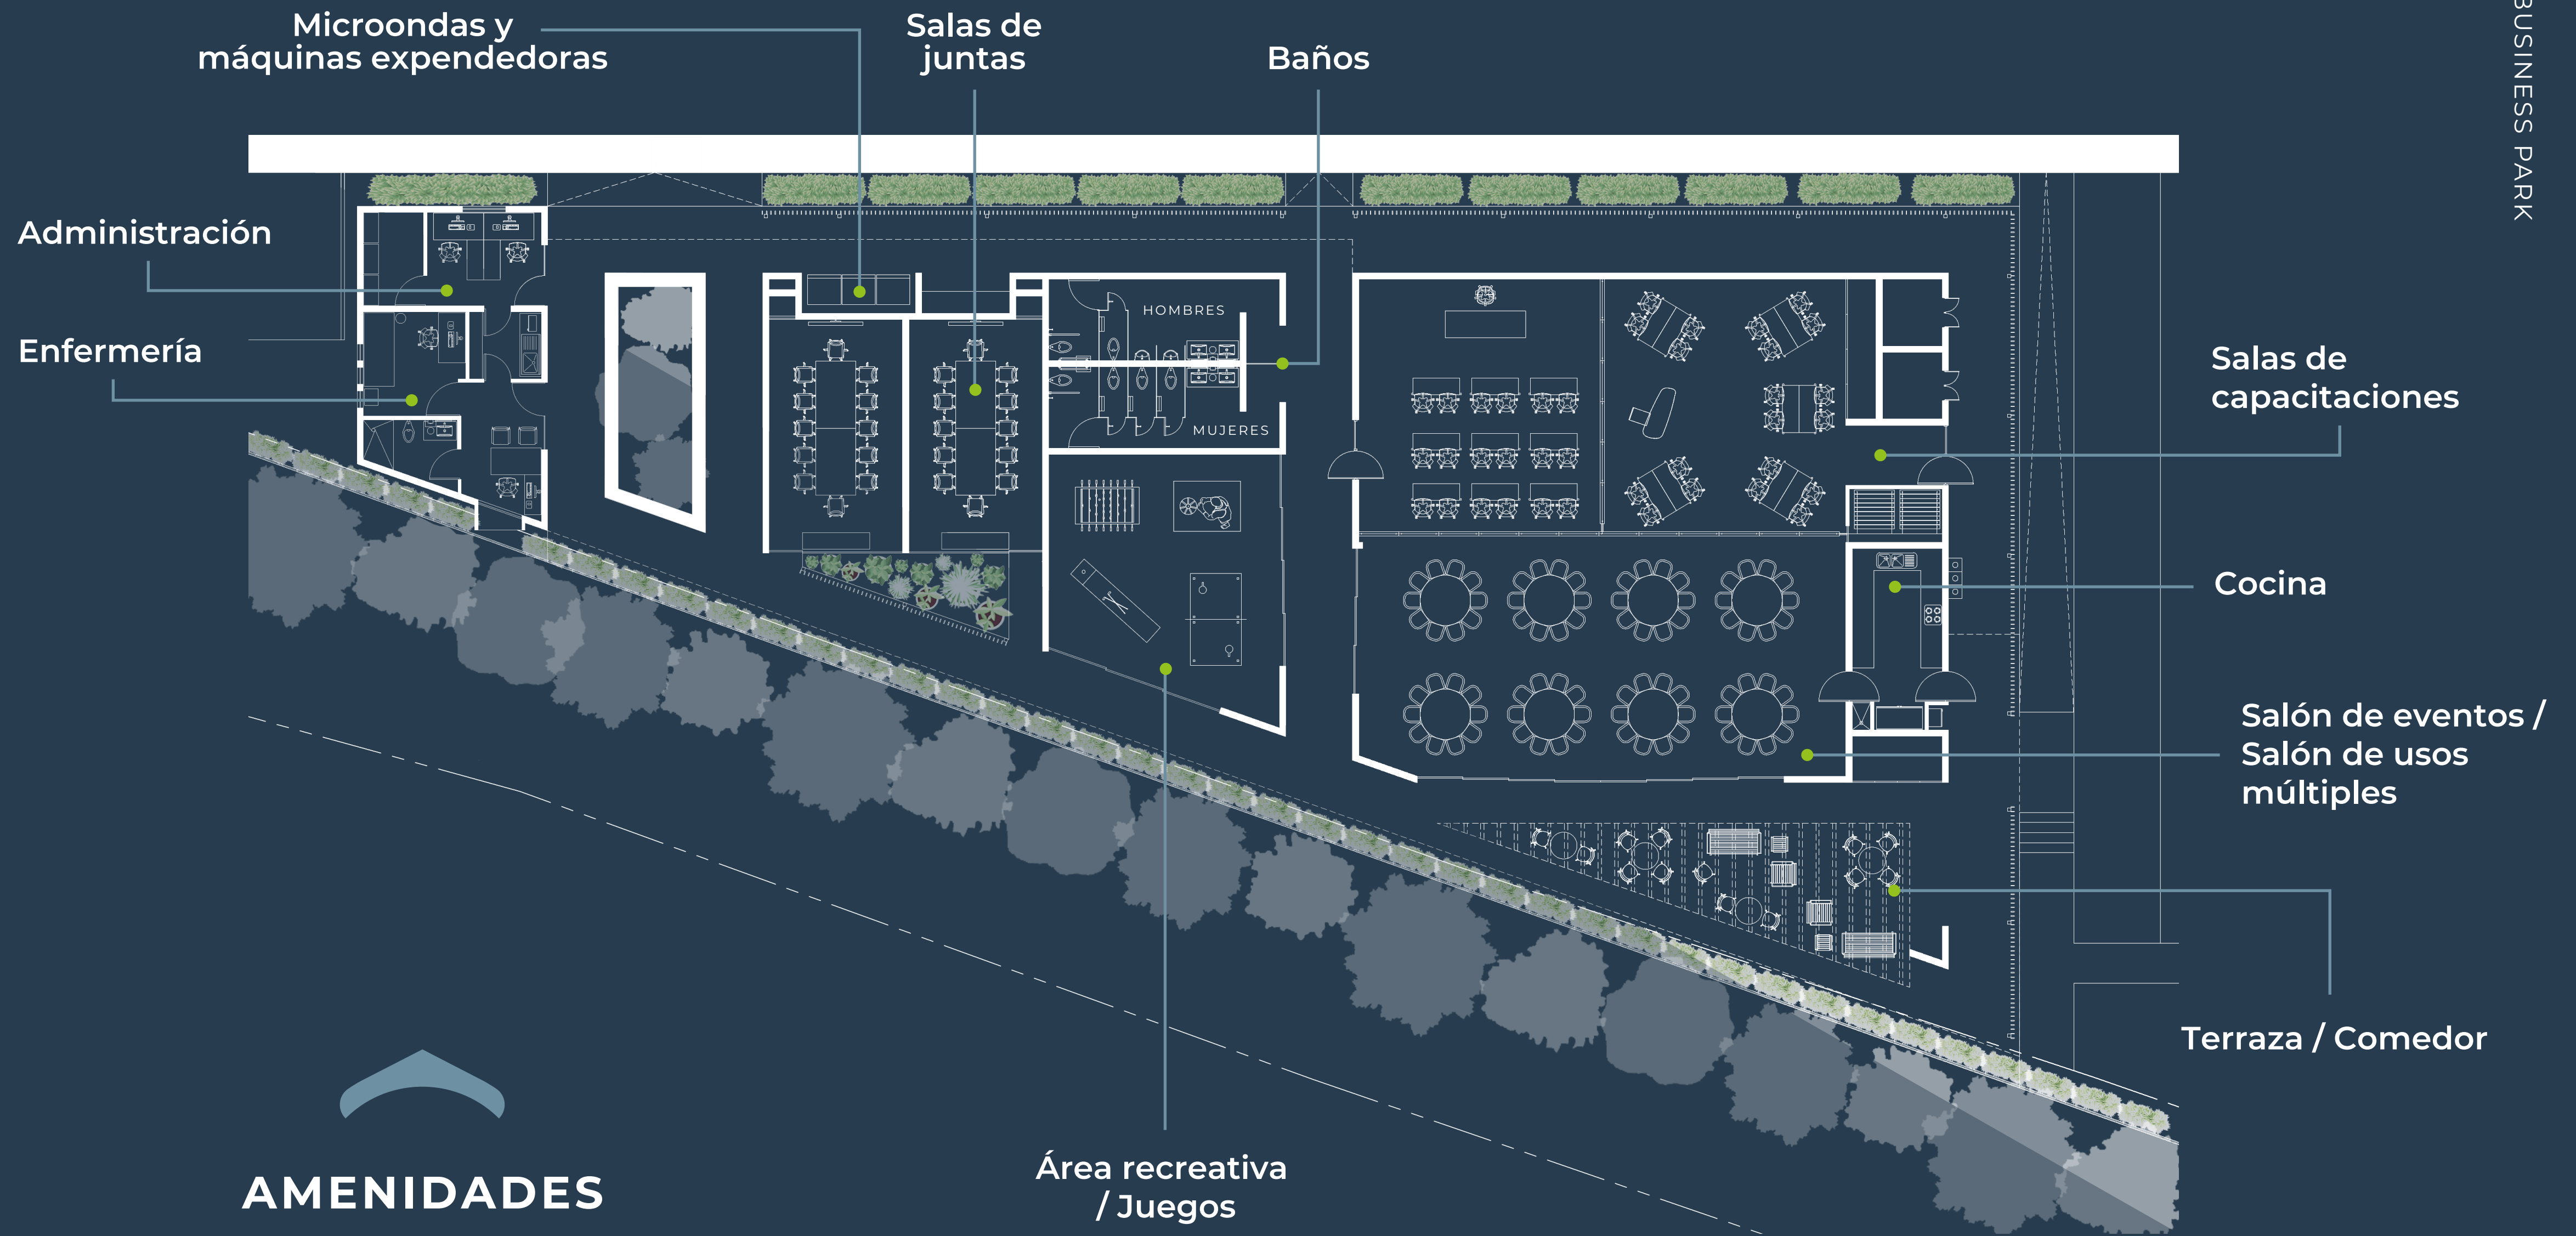 Microondas y
máquinas expendedoras
Salas de
juntas
Baños
BUSINESS PARK
Administración
Enfermería
HOMBRES
MUJERES
Salas de
capacitaciones
Cocina
Salón de eventos /
Salón de usos
múltiples
Terraza / Comedor
Área recreativa
/ Juegos
AMENIDADES